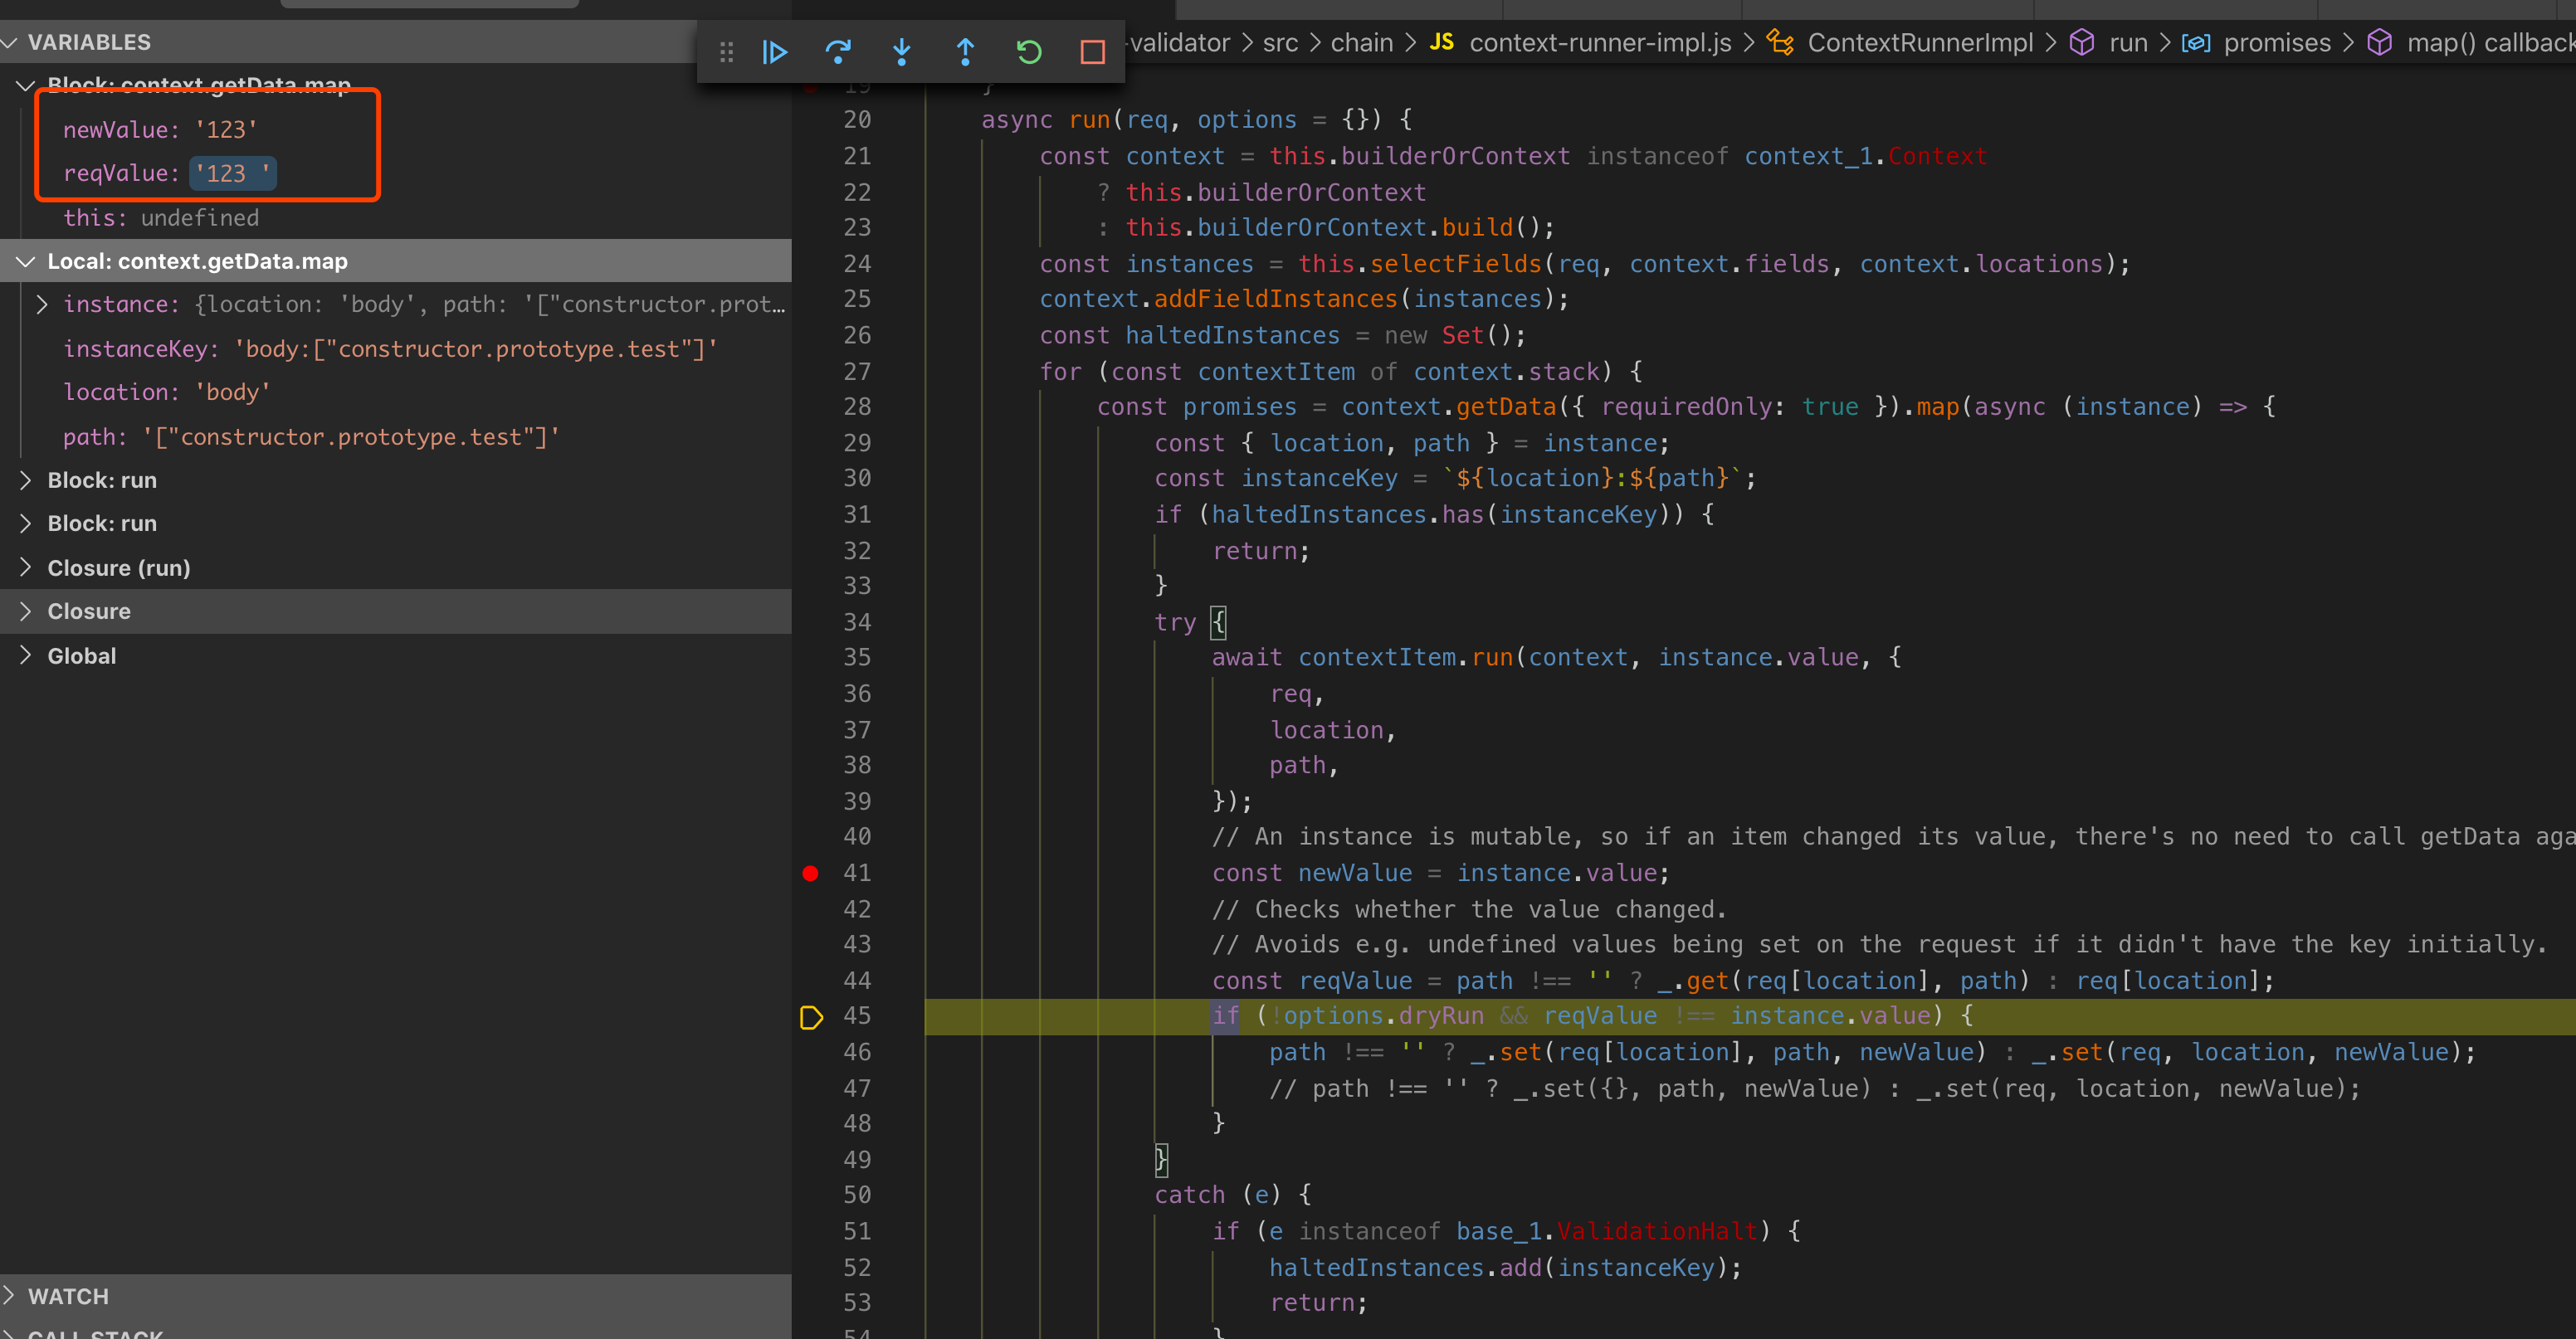 VARIABLES
Block: context.getData.map
newValue: '123'
reqValue: '123 '
this: undefined
Local: context.getData.map
instance: {location: 'body', path: '["constructor.prot…
instanceKey: 'body:["constructor.prototype.test"]'
location: 'body'
path: '["constructor.prototype.test"]'
Block: run
Block: run
Closure (run)
Closure
Global
WATCH
CALL STACK
-validator > src > chain > JS context-runner-impl.js > ContextRunnerImpl > run > promises > map() callback
19 }
20 async run(req, options = {}) {
21 const context = this.builderOrContext instanceof context_1.Context
22 ? this.builderOrContext
23 : this.builderOrContext.build();
24 const instances = this.selectFields(req, context.fields, context.locations);
25 context.addFieldInstances(instances);
26 const haltedInstances = new Set();
27 for (const contextItem of context.stack) {
28 const promises = context.getData({ requiredOnly: true }).map(async (instance) => {
29 const { location, path } = instance;
30 const instanceKey = `${location}:${path}`;
31 if (haltedInstances.has(instanceKey)) {
32 return;
33 }
34 try {
35 await contextItem.run(context, instance.value, {
36 req,
37 location,
38 path,
39 });
40 // An instance is mutable, so if an item changed its value, there's no need to call getData aga
41 const newValue = instance.value;
42 // Checks whether the value changed.
43 // Avoids e.g. undefined values being set on the request if it didn't have the key initially.
44 const reqValue = path !== '' ? _.get(req[location], path) : req[location];
45 if (!options.dryRun && reqValue !== instance.value) {
46 path !== '' ? _.set(req[location], path, newValue) : _.set(req, location, newValue);
47 // path !== '' ? _.set({}, path, newValue) : _.set(req, location, newValue);
48 }
49 }
50 catch (e) {
51 if (e instanceof base_1.ValidationHalt) {
52 haltedInstances.add(instanceKey);
53 return;
54 }